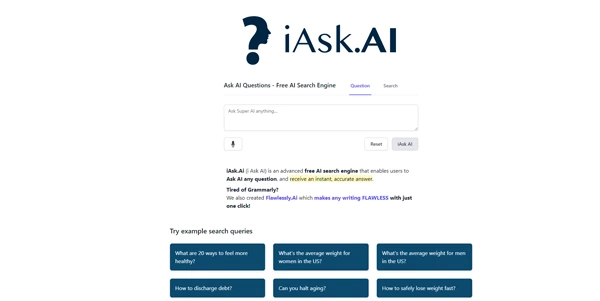 iAsk.AI
Ask AI Questions - Free AI Search Engine
Question
Search
Ask Super AI anything...
Reset
iAsk AI
iAsk.Ai (i Ask AI) is an advanced free AI search engine that enables users to
Ask AI any question, and receive an instant, accurate answer.
Tired of Grammarly?
We also created Flawlessly.Ai which makes any writing FLAWLESS with just
one click!
Try example search queries
What are 20 ways to feel more
healthy?
What's the average weight for
women in the US?
What's the average weight for men
in the US?
How to discharge debt?
Can you halt aging?
How to safely lose weight fast?